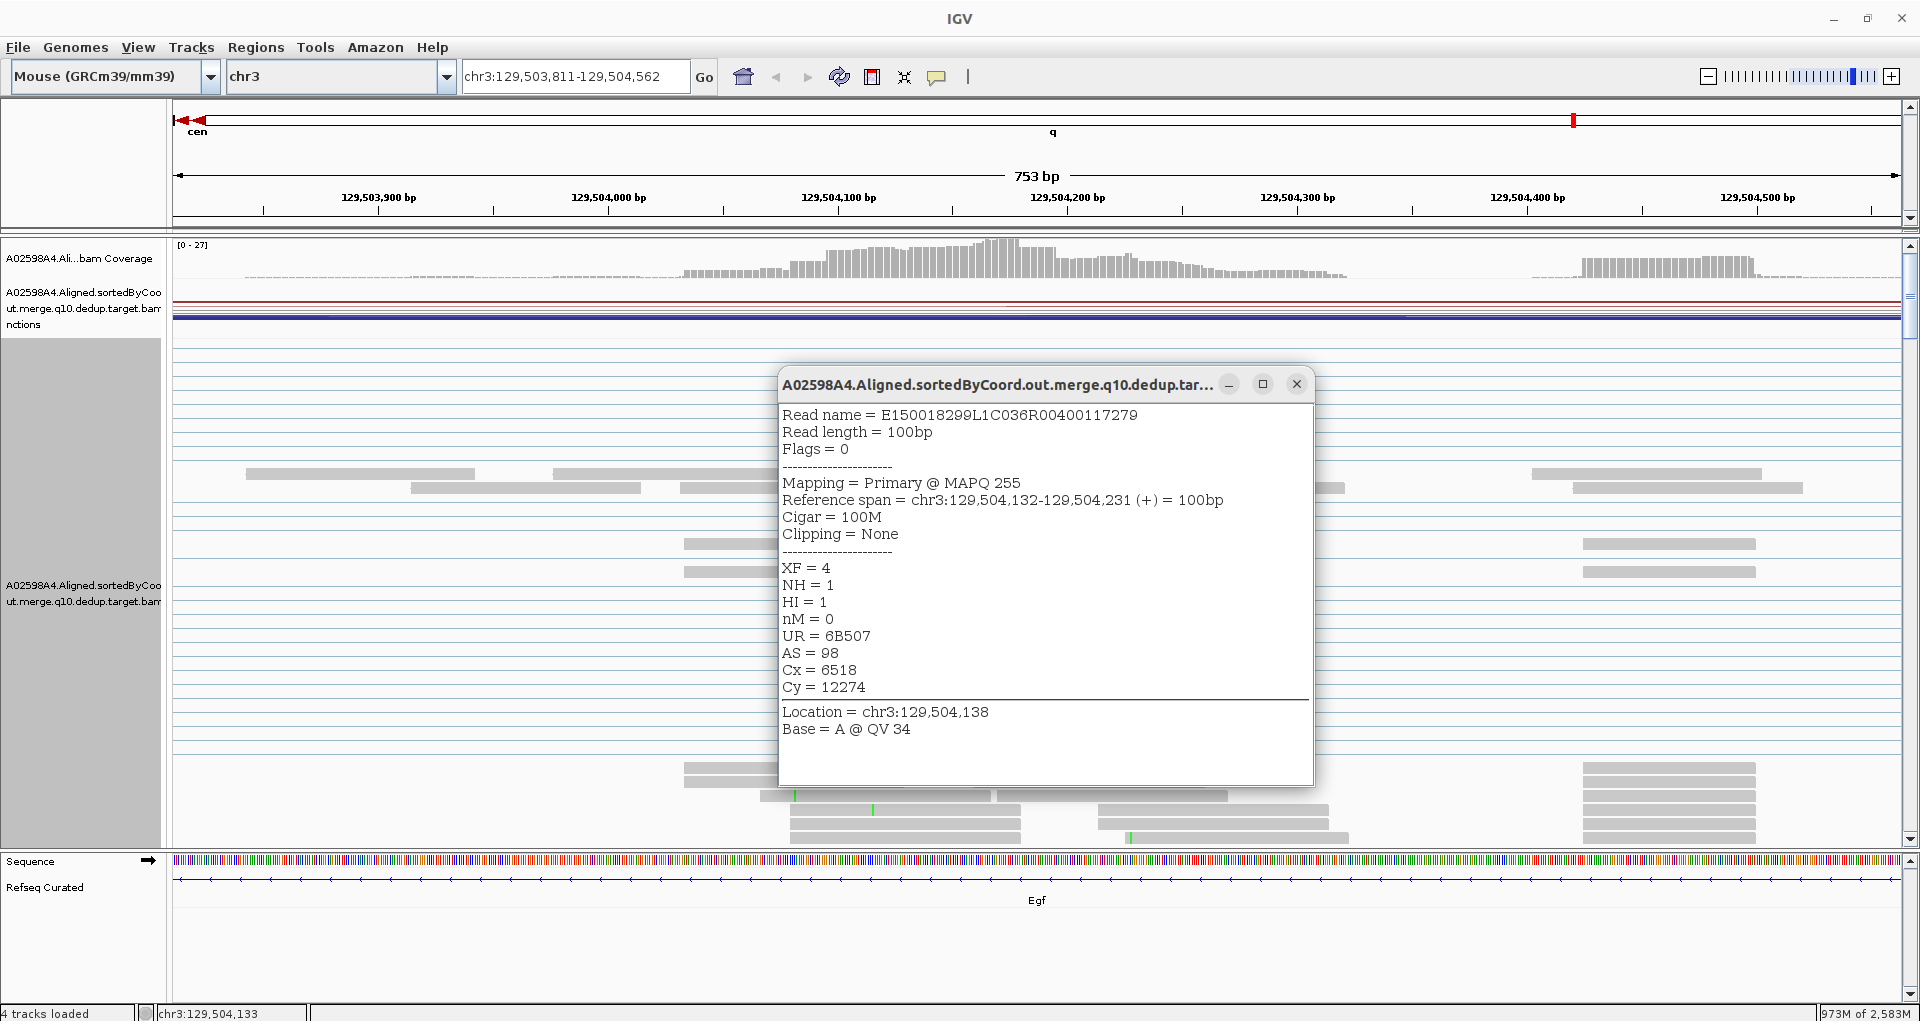 IGV
File Genomes View Tracks Regions Tools Amazon Help
Mouse (GRCm39/mm39) chr3 chr3:129,503,811-129,504,562 Go
cen q
753 bp
129,503,900 bp 129,504,000 bp 129,504,100 bp 129,504,200 bp 129,504,300 bp 129,504,400 bp 129,504,500 bp
[0 - 27]
A02598A4.Ali...bam Coverage
A02598A4.Aligned.sortedByCoo
ut.merge.q10.dedup.target.bam
nctions
A02598A4.Aligned.sortedByCoord.out.merge.q10.dedup.tar...
Read name = E150018299L1C036R00400117279
Read length = 100bp
Flags = 0
----------------------
Mapping = Primary @ MAPQ 255
Reference span = chr3:129,504,132-129,504,231 (+) = 100bp
Cigar = 100M
Clipping = None
----------------------
XF = 4
NH = 1
HI = 1
nM = 0
UR = 6B507
AS = 98
Cx = 6518
Cy = 12274
Location = chr3:129,504,138
Base = A @ QV 34
A02598A4.Aligned.sortedByCoo
ut.merge.q10.dedup.target.bam
Sequence
Refseq Curated
Egf
4 tracks loaded chr3:129,504,133 973M of 2,583M